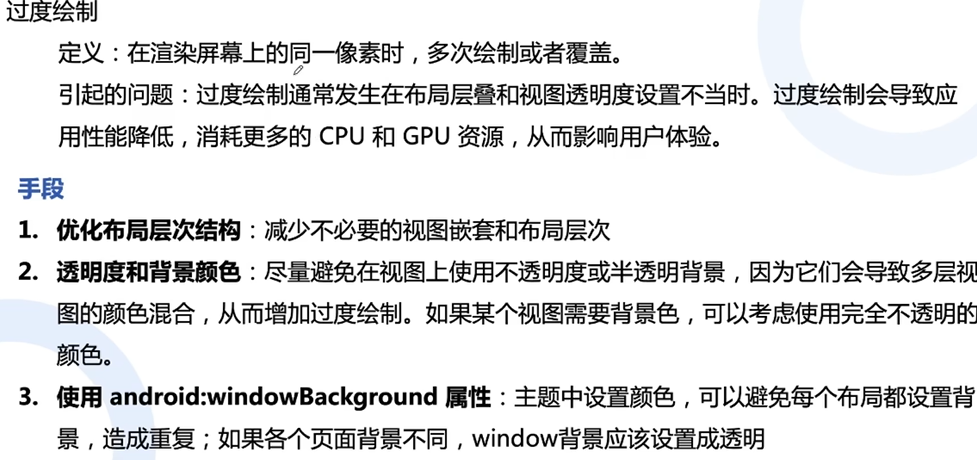 过度绘制
定义：在渲染屏幕上的同一像素时，多次绘制或者覆盖。
引起的问题：过度绘制通常发生在布局层叠和视图透明度设置不当时。过度绘制会导致应
用性能降低，消耗更多的 CPU 和 GPU 资源，从而影响用户体验。
手段
1. 优化布局层次结构：减少不必要的视图嵌套和布局层次
2. 透明度和背景颜色：尽量避免在视图上使用不透明度或半透明背景，因为它们会导致多层视
图的颜色混合，从而增加过度绘制。如果某个视图需要背景色，可以考虑使用完全不透明的
颜色。
3. 使用 android:windowBackground 属性：主题中设置颜色，可以避免每个布局都设置背
景，造成重复；如果各个页面背景不同，window背景应该设置成透明